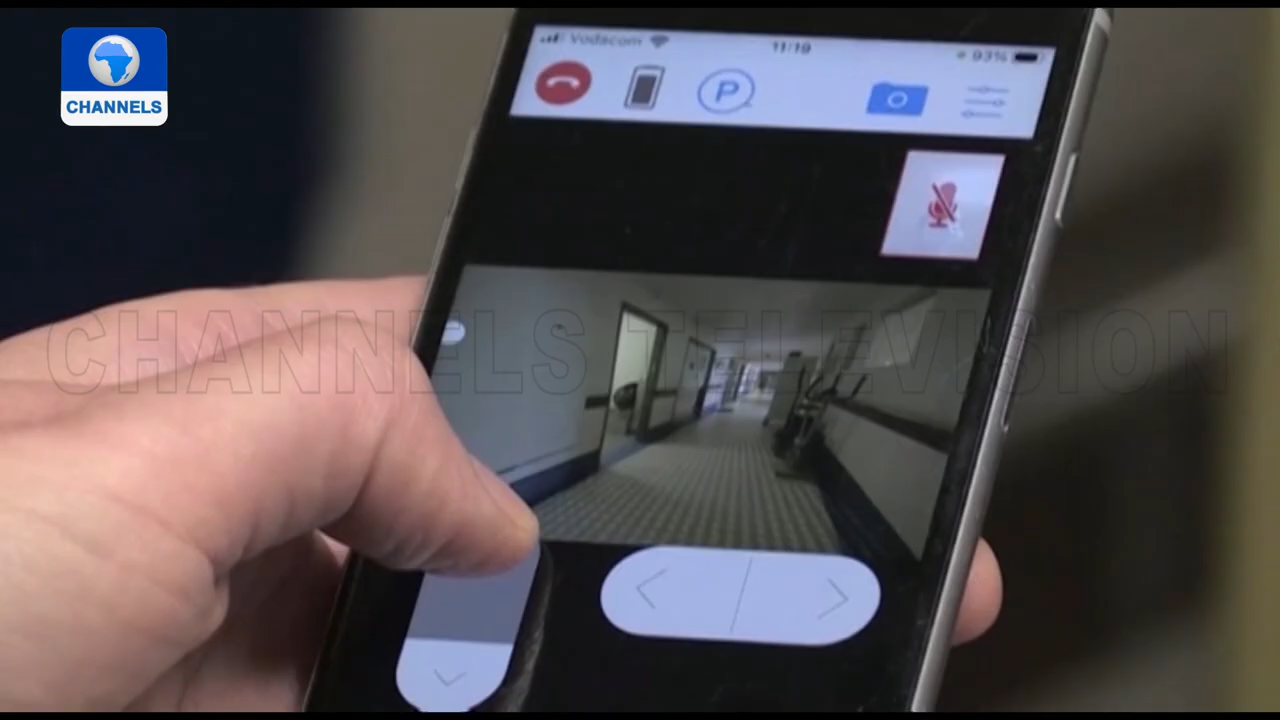 CHANNELS
Vodacom
11/19
93%
P
CHANNELS TELEVISION